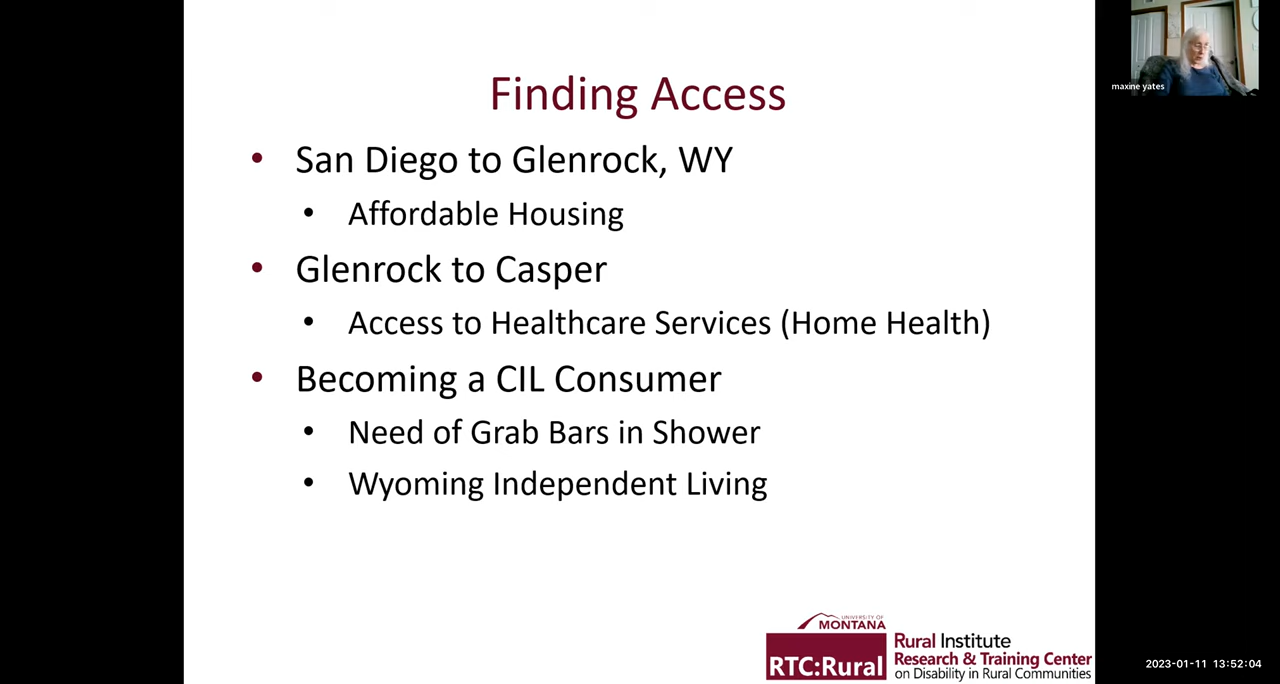 Finding Access
• San Diego to Glenrock, WY
• Affordable Housing
• Glenrock to Casper
• Access to Healthcare Services (Home Health)
• Becoming a CIL Consumer
• Need of Grab Bars in Shower
• Wyoming Independent Living
maxine yates
UNIVERSITY OF
MONTANA
RTC:Rural
Rural Institute
Research & Training Center
on Disability in Rural Communities
2023-01-11 13:52:04